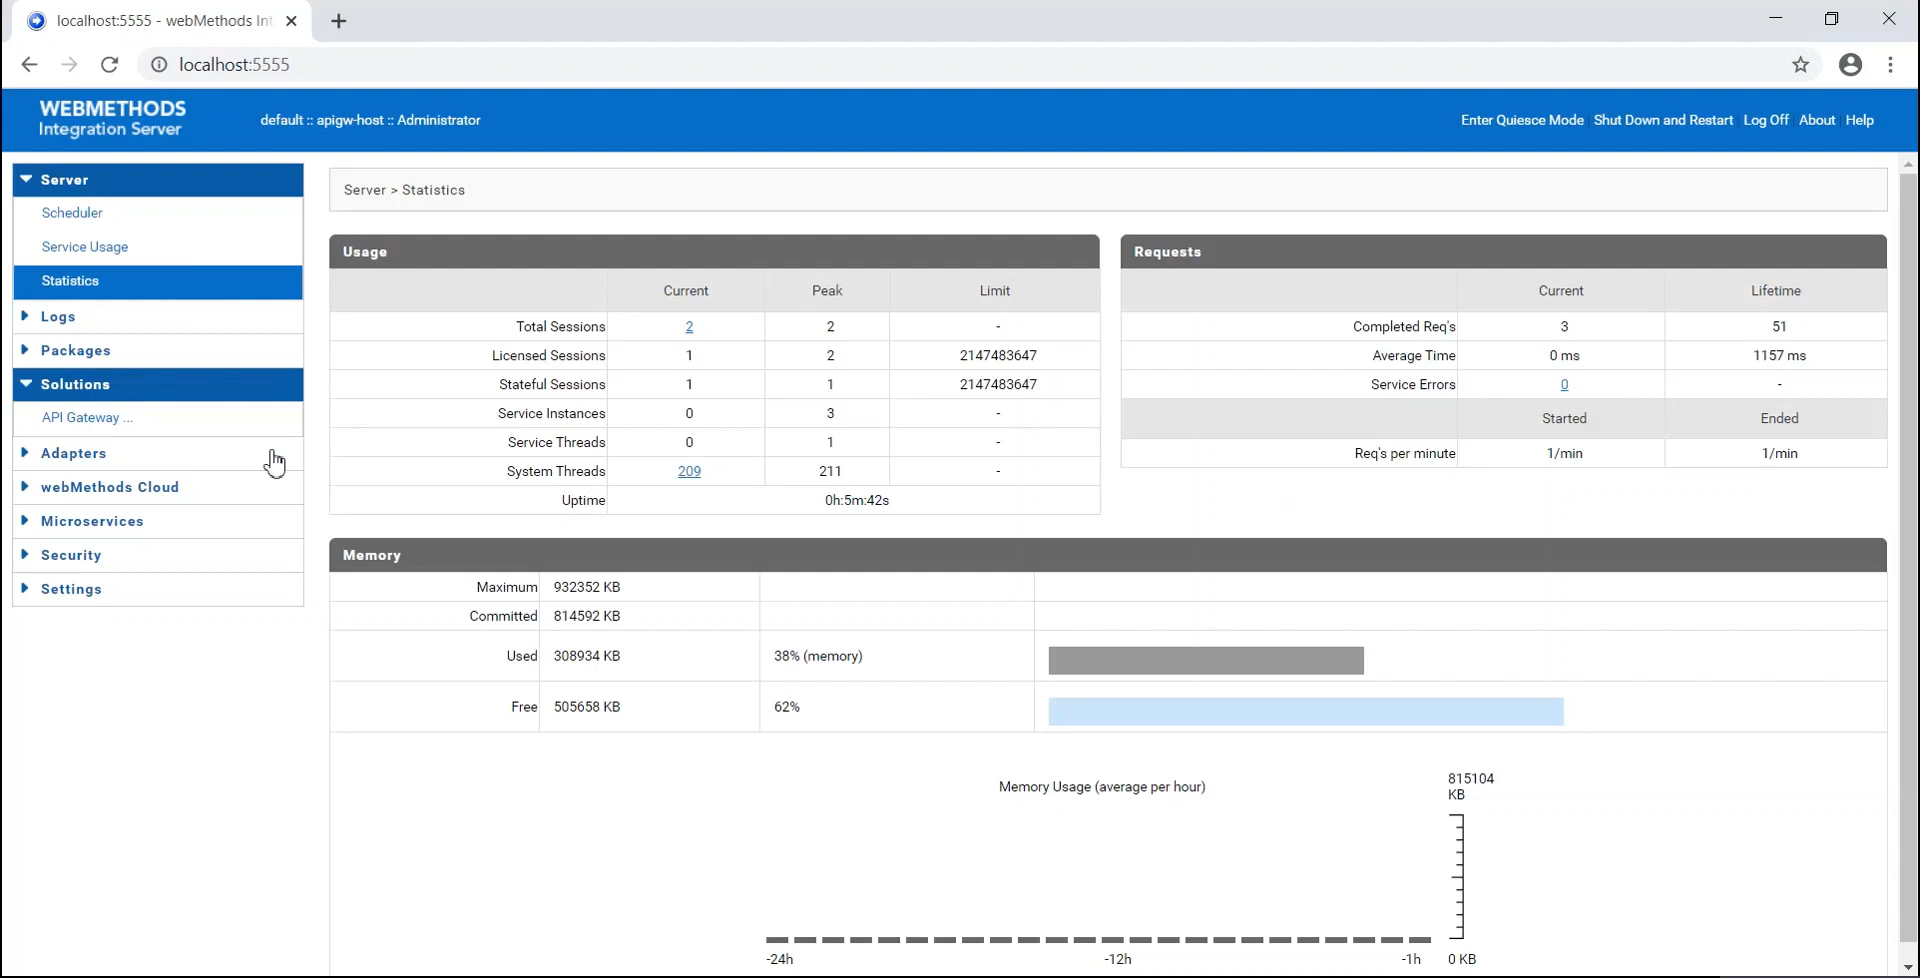 localhost:5555 - webMethods Int
localhost:5555
WEBMETHODS
Integration Server
default :: apigw-host :: Administrator
Enter Quiesce Mode Shut Down and Restart Log Off About Help
Server
Scheduler
Service Usage
Statistics
Logs
Packages
Solutions
API Gateway ...
Adapters
webMethods Cloud
Microservices
Security
Settings
Server > Statistics
Usage
Current Peak Limit
Total Sessions 2 2 -
Licensed Sessions 1 2 2147483647
Stateful Sessions 1 1 2147483647
Service Instances 0 3 -
Service Threads 0 1 -
System Threads 209 211 -
Uptime 0h:5m:42s
Requests
Current Lifetime
Completed Req's 3 51
Average Time 0 ms 1157 ms
Service Errors 0 -
Started Ended
Req's per minute 1/min 1/min
Memory
Maximum 932352 KB
Committed 814592 KB
Used 308934 KB 38% (memory)
Free 505658 KB 62%
Memory Usage (average per hour)
815104
KB
-24h -12h -1h 0 KB